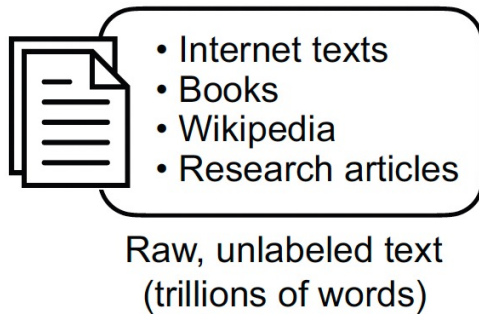 • Internet texts
• Books
• Wikipedia
• Research articles
Raw, unlabeled text
(trillions of words)